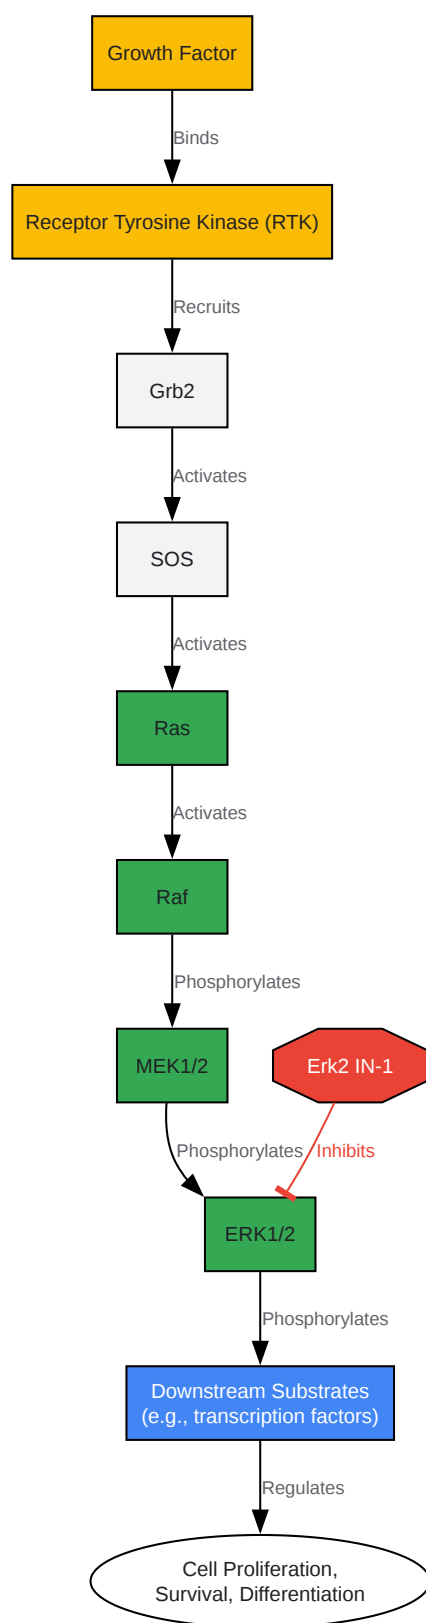 Growth Factor
Binds
Receptor Tyrosine Kinase (RTK)
Recruits
Grb2
Activates
SOS
Activates
Ras
Activates
Raf
Phosphorylates
MEK1/2
Erk2 IN-1
Phosphorylates
Inhibits
ERK1/2
Phosphorylates
Downstream Substrates
(e.g., transcription factors)
Regulates
Cell Proliferation,
Survival, Differentiation